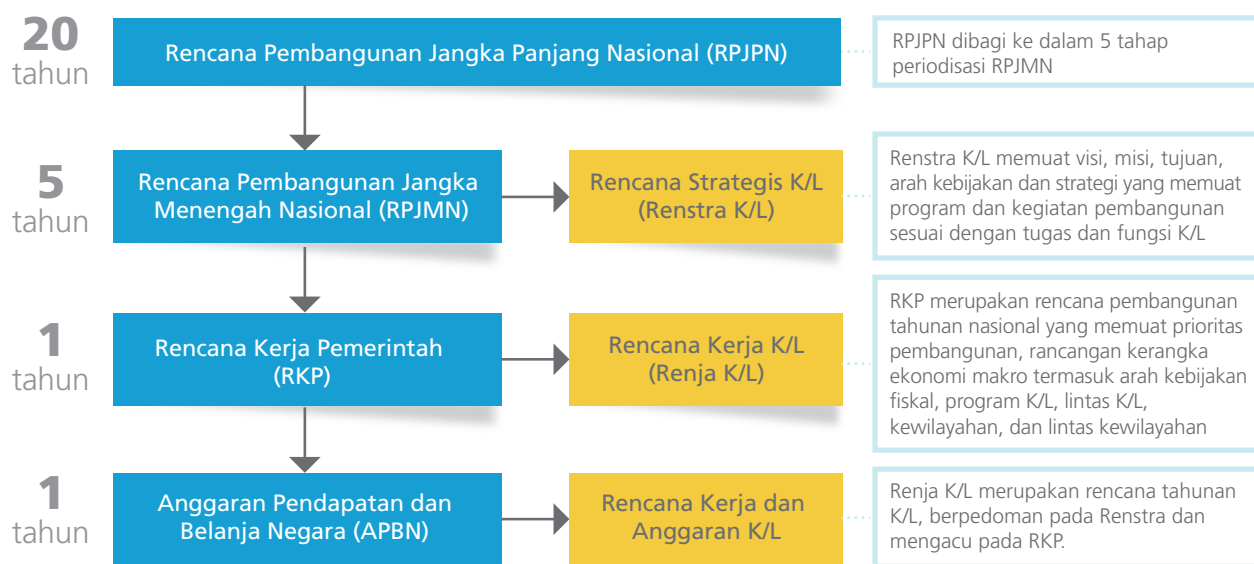 20
tahun
Rencana Pembangunan Jangka Panjang Nasional (RPJPN)
RPJPN dibagi ke dalam 5 tahap
periodisasi RPJMN
5
tahun
Rencana Pembangunan Jangka
Menengah Nasional (RPJMN)
Rencana Strategis K/L
(Renstra K/L)
Renstra K/L memuat visi, misi, tujuan,
arah kebijakan dan strategi yang memuat
program dan kegiatan pembangunan
sesuai dengan tugas dan fungsi K/L
1
tahun
Rencana Kerja Pemerintah
(RKP)
Rencana Kerja K/L
(Renja K/L)
RKP merupakan rencana pembangunan
tahunan nasional yang memuat prioritas
pembangunan, rancangan kerangka
ekonomi makro termasuk arah kebijakan
fiskal, program K/L, lintas K/L,
kewilayahan, dan lintas kewilayahan
1
tahun
Anggaran Pendapatan dan
Belanja Negara (APBN)
Rencana Kerja dan
Anggaran K/L
Renja K/L merupakan rencana tahunan
K/L, berpedoman pada Renstra dan
mengacu pada RKP.